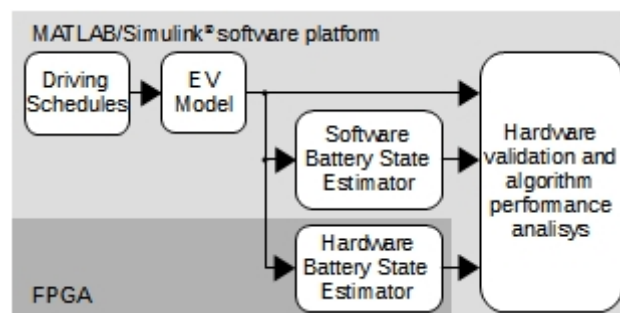 MATLAB/Simulink® software platform
Driving
Schedules
EV
Model
Software
Battery State
Estimator
Hardware
validation and
algorithm
performance
analisys
Hardware
Battery State
Estimator
FPGA